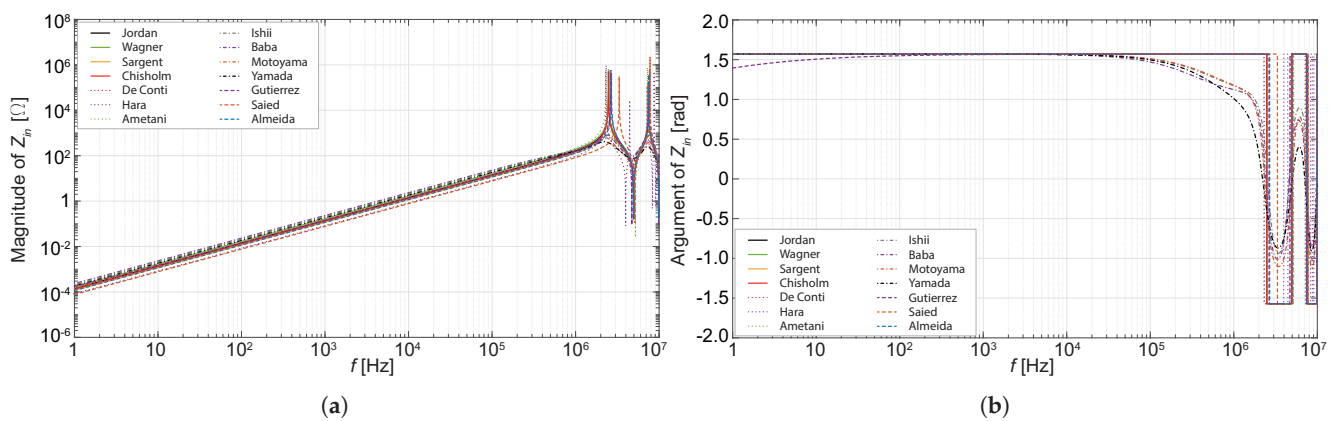 10^8
10^6
10^4
10^2
1
10^-2
10^-4
10^-6
Magnitude of Z_in [Ω]
Jordan
Wagner
Sargent
Chisholm
De Conti
Hara
Ametani
Ishii
Baba
Motoyama
Yamada
Gutierrez
Saied
Almeida
1 10 10^2 10^3 10^4 10^5 10^6 10^7
f [Hz]
(a)
2.0
1.5
1.0
0.5
0
-0.5
-1.0
-1.5
-2.0
Argument of Z_in [rad]
Jordan
Wagner
Sargent
Chisholm
De Conti
Hara
Ametani
Ishii
Baba
Motoyama
Yamada
Gutierrez
Saied
Almeida
1 10 10^2 10^3 10^4 10^5 10^6 10^7
f [Hz]
(b)